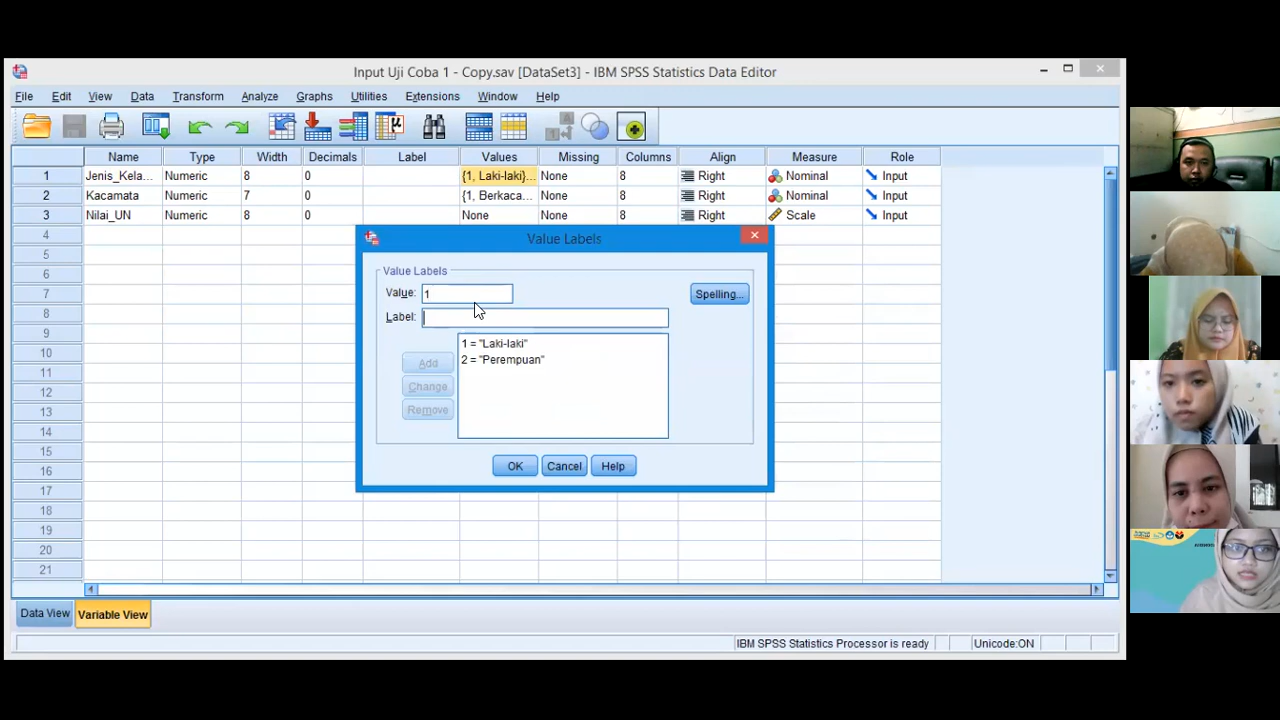 Input Uji Coba 1 - Copy.sav [DataSet3] - IBM SPSS Statistics Data Editor
File Edit View Data Transform Analyze Graphs Utilities Extensions Window Help
Name Type Width Decimals Label Values Missing Columns Align Measure Role
1 Jenis_Kela... Numeric 8 0 {1, Laki-laki}... None 8 Right Nominal Input
2 Kacamata Numeric 7 0 {1, Berkaca... None 8 Right Nominal Input
3 Nilai_UN Numeric 8 0 None None 8 Right Scale Input
4
5
6
7
8
9
10
11
12
13
14
15
16
17
18
19
20
21
Value Labels
Value Labels
Value: 1
Spelling...
Label:
1 = "Laki-laki"
2 = "Perempuan"
Add
Change
Remove
OK Cancel Help
Data View Variable View
IBM SPSS Statistics Processor is ready Unicode:ON